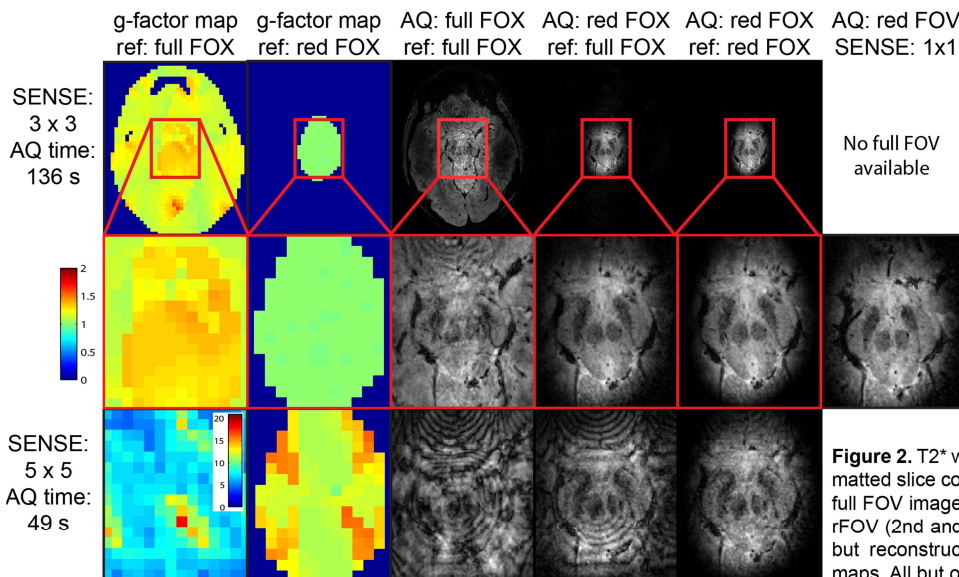 g-factor map
ref: full FOX
g-factor map
ref: red FOX
AQ: full FOX
ref: full FOX
AQ: red FOX
ref: full FOX
AQ: red FOX
ref: red FOX
AQ: red FOV
SENSE: 1x1
SENSE:
3 x 3
AQ time:
136 s
No full FOV
available
2
1.5
1
0.5
0
SENSE:
5 x 5
AQ time:
49 s
20
15
10
5
0
Figure 2. T2* w
matted slice co
full FOV image
rFOV (2nd and
but reconstruc
maps. All but o